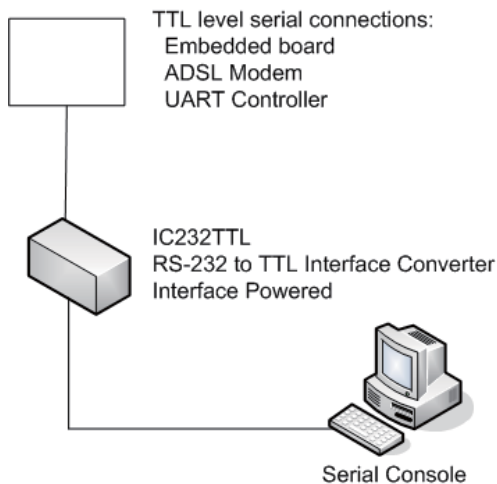 TTL level serial connections:
Embedded board
ADSL Modem
UART Controller
IC232TTL
RS-232 to TTL Interface Converter
Interface Powered
Serial Console